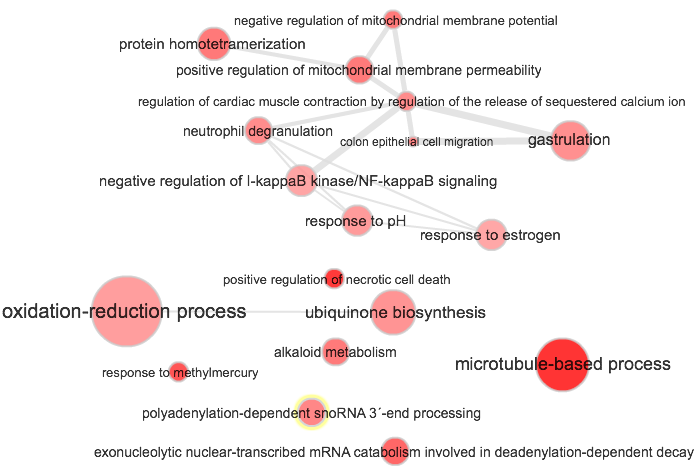 negative regulation of mitochondrial membrane potential
protein homotetramerization
positive regulation of mitochondrial membrane permeability
regulation of cardiac muscle contraction by regulation of the release of sequestered calcium ion
neutrophil degranulation
colon epithelial cell migration
gastrulation
negative regulation of I-kappaB kinase/NF-kappaB signaling
response to pH
response to estrogen
positive regulation of necrotic cell death
oxidation-reduction process
ubiquinone biosynthesis
alkaloid metabolism
microtubule-based process
response to methylmercury
polyadenylation-dependent snoRNA 3´-end processing
exonucleolytic nuclear-transcribed mRNA catabolism involved in deadenylation-dependent decay